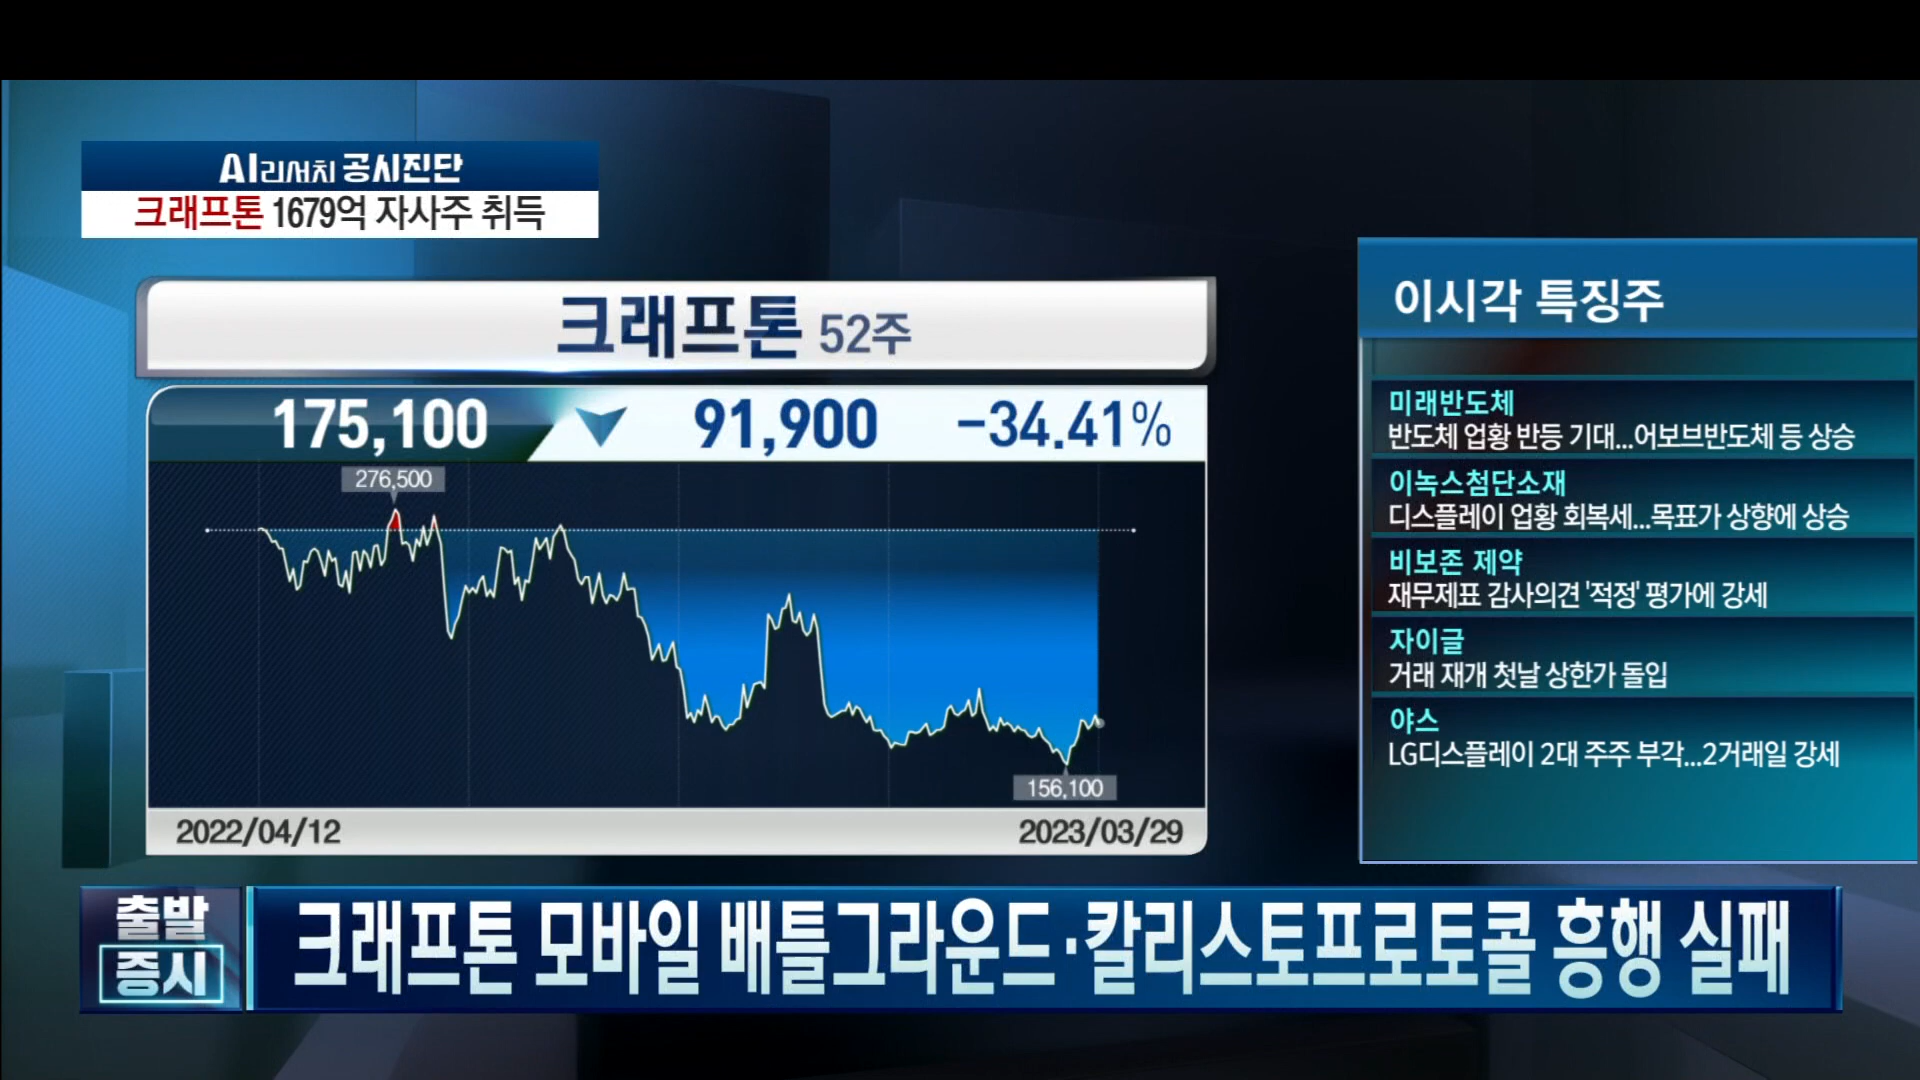 AI리서치 공시진단
크래프톤 1679억 자사주 취득
크래프톤 52주
175,100 ▼ 91,900 -34.41%
276,500
156,100
2022/04/12 2023/03/29
이시각 특징주
미래반도체
반도체 업황 반등 기대...어보브반도체 등 상승
이녹스첨단소재
디스플레이 업황 회복세...목표가 상향에 상승
비보존 제약
재무제표 감사의견 '적정' 평가에 강세
자이글
거래 재개 첫날 상한가 돌입
야스
LG디스플레이 2대 주주 부각...2거래일 강세
출발
증시
크래프톤 모바일 배틀그라운드·칼리스토프로토콜 흥행 실패